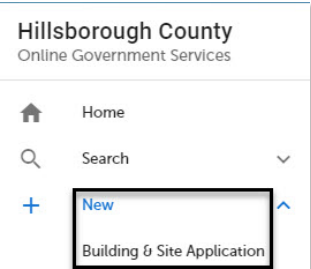 Hillsborough County
Online Government Services
Home
Search
New
Building & Site Application